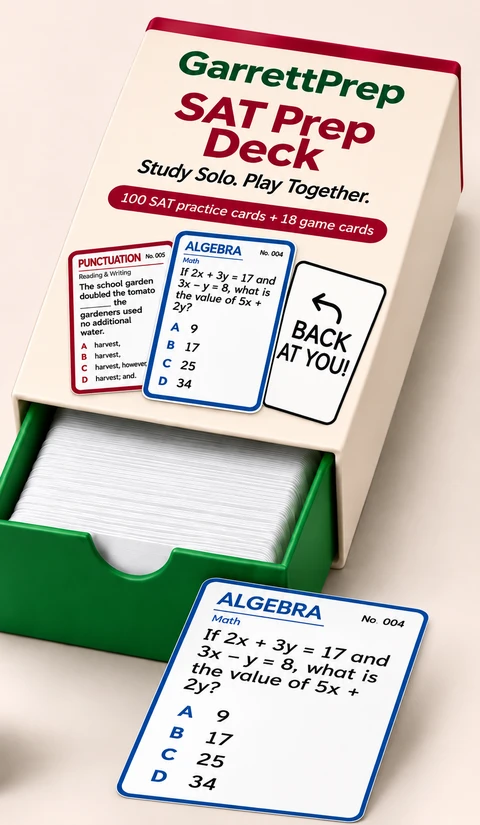 GarrettPrep
SAT Prep
Deck
Study Solo. Play Together.
100 SAT practice cards + 18 game cards
PUNCTUATION No. 005
Reading & Writing
The school garden
doubled the tomato
______ the
gardeners used
no additional
water.
A harvest,
B harvest,
C harvest, however
D harvest; and.
ALGEBRA No. 004
Math
If 2x + 3y = 17 and
3x − y = 8, what is
the value of 5x +
2y?
A 9
B 17
C 25
D 34
BACK
AT YOU!
ALGEBRA No. 004
Math
If 2x + 3y = 17 and
3x − y = 8, what is
the value of 5x +
2y?
A 9
B 17
C 25
D 34